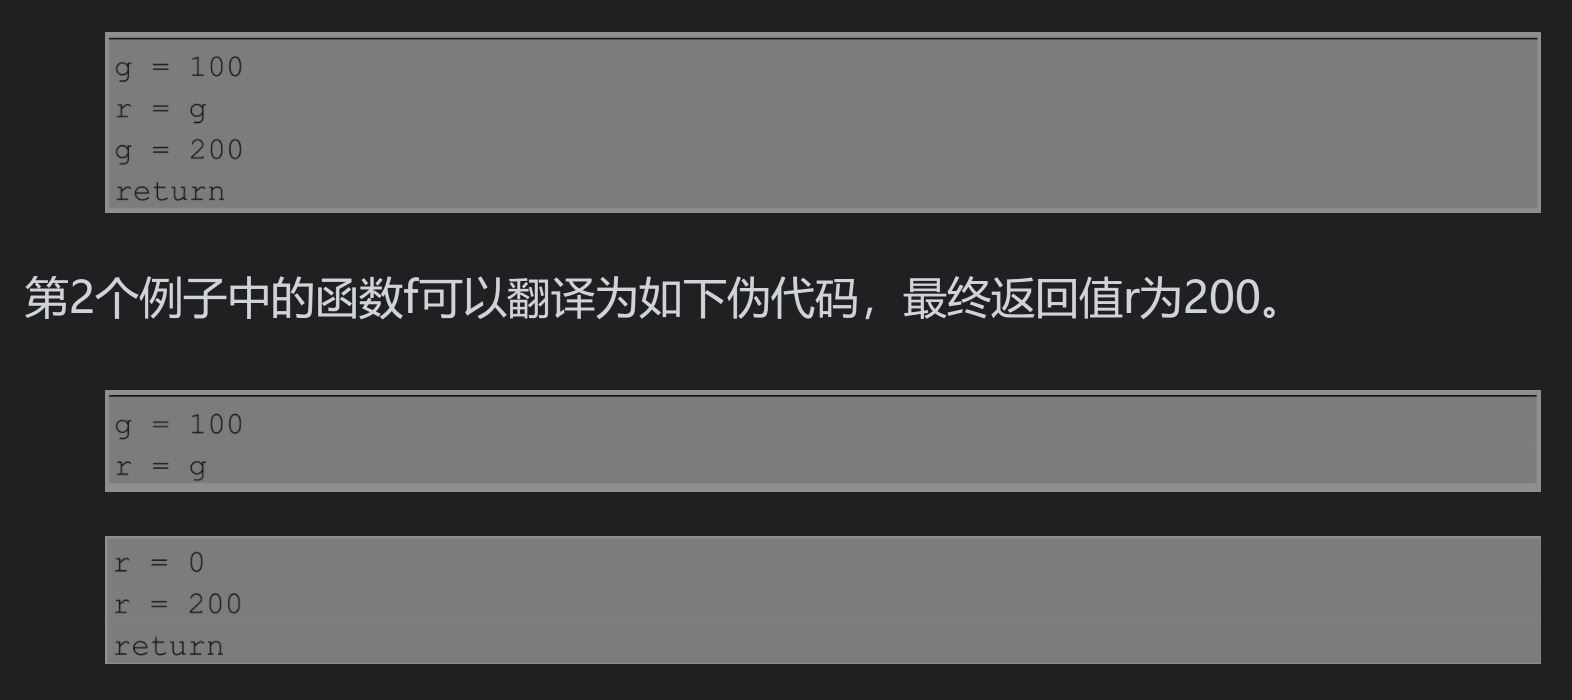 g = 100
r = g
g = 200
return
第2个例子中的函数f可以翻译为如下伪代码，最终返回值r为200。
g = 100
r = g
r = 0
r = 200
return